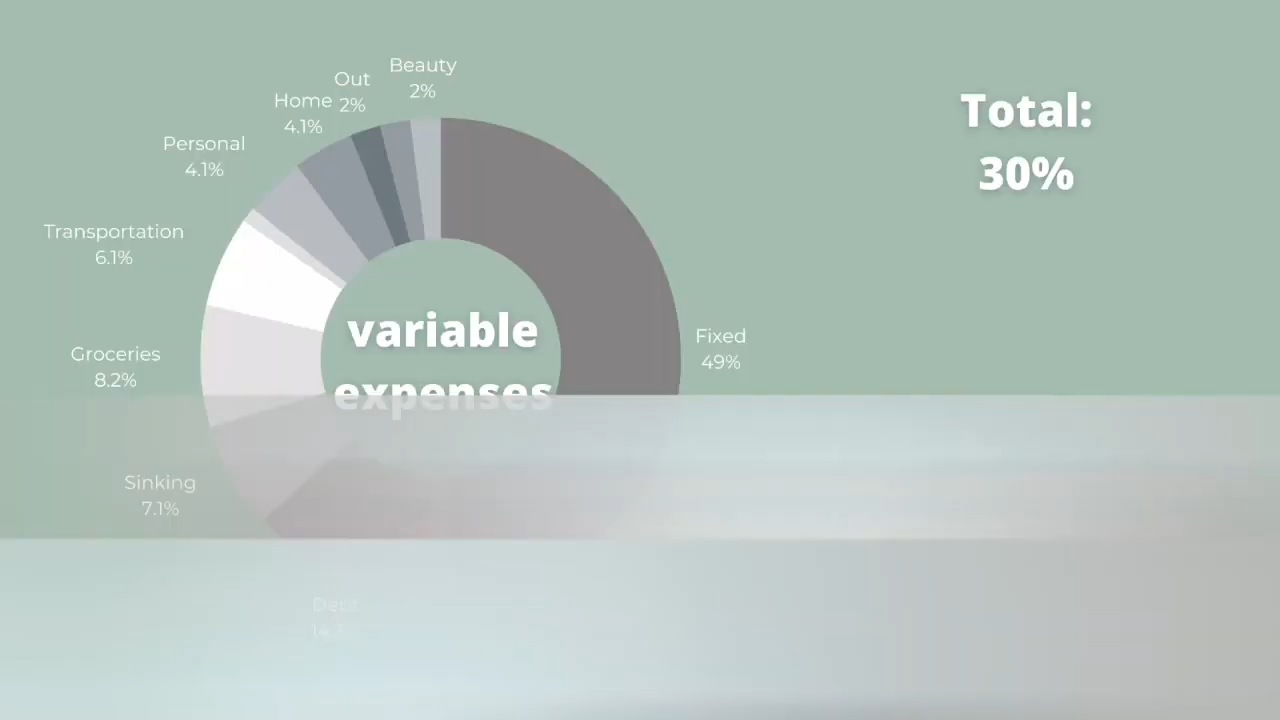 Beauty
2%
Out
2%
Home
4.1%
Personal
4.1%
Transportation
6.1%
Groceries
8.2%
Sinking
7.1%
Fixed
49%
variable
expenses
Total:
30%